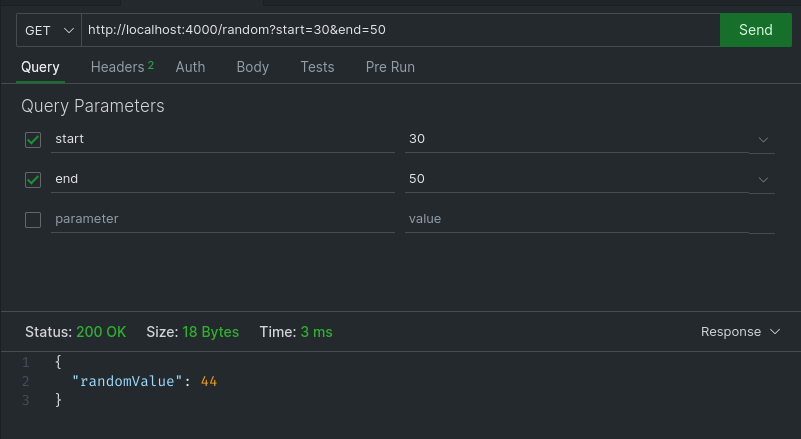 GET http://localhost:4000/random?start=30&end=50 Send
Query Headers 2 Auth Body Tests Pre Run
Query Parameters
start 30
end 50
parameter value
Status: 200 OK Size: 18 Bytes Time: 3 ms Response
1 {
2 "randomValue": 44
3 }